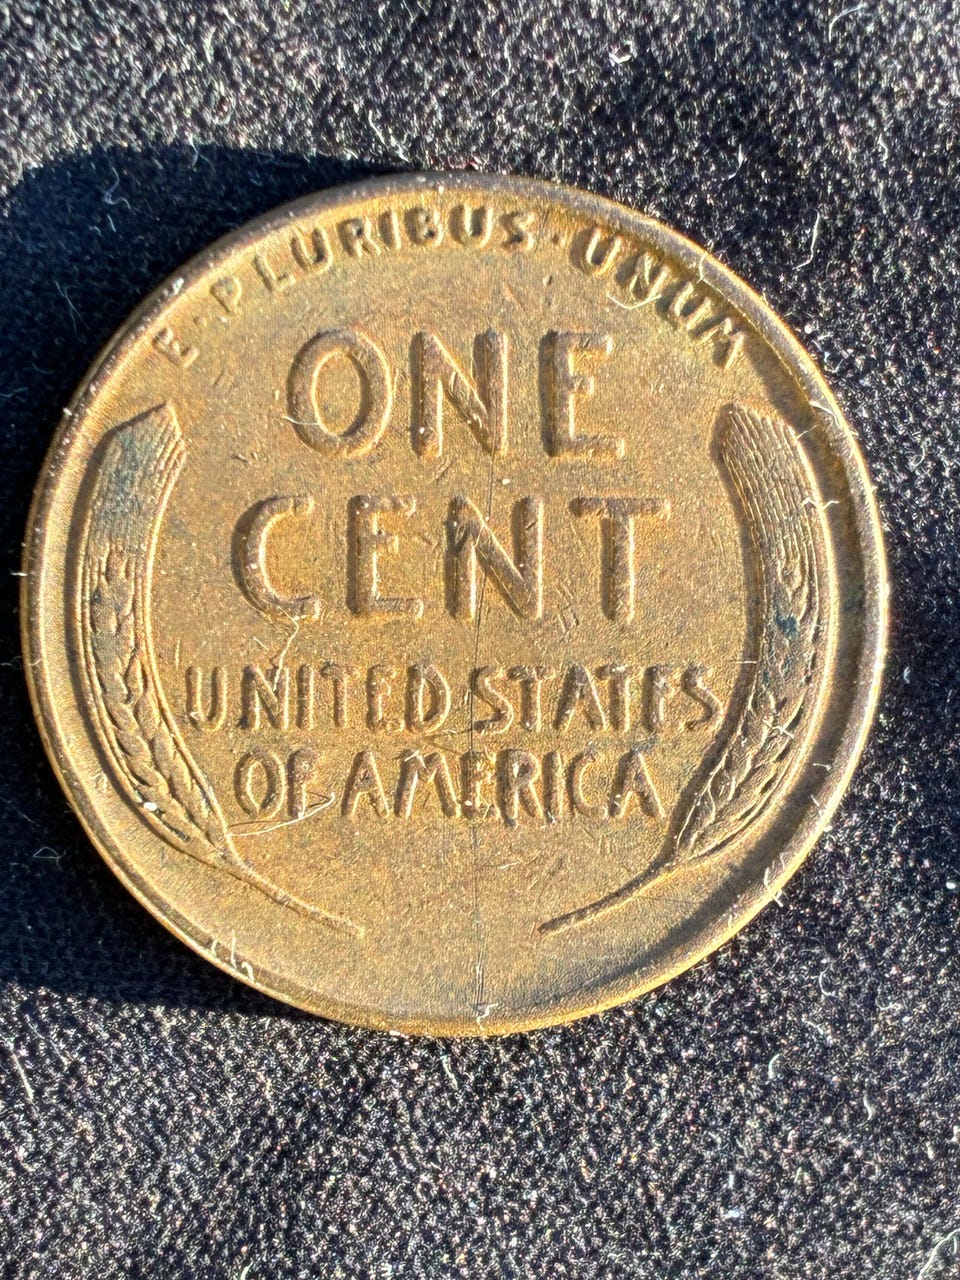 E·PLURIBUS·UNUM
ONE
CENT
UNITED STATES
OF AMERICA